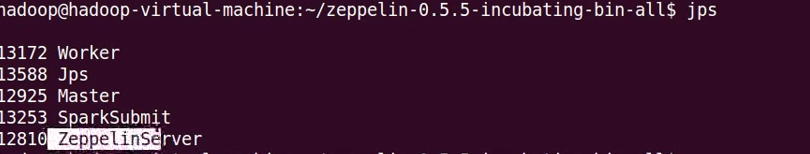 hadoop@hadoop-virtual-machine:~/zeppelin-0.5.5-incubating-bin-all$ jps
13172 Worker
13588 Jps
12925 Master
13253 SparkSubmit
12810 ZeppelinServer